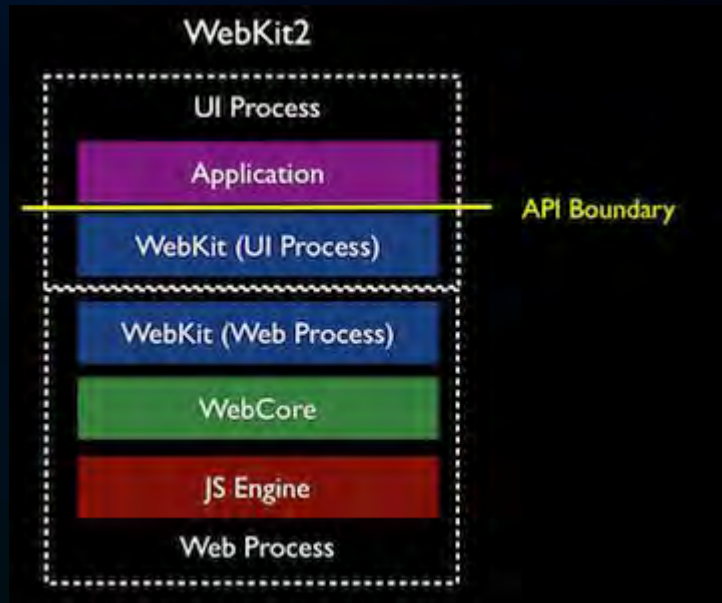 WebKit2
UI Process
Application
API Boundary
WebKit (UI Process)
WebKit (Web Process)
WebCore
JS Engine
Web Process